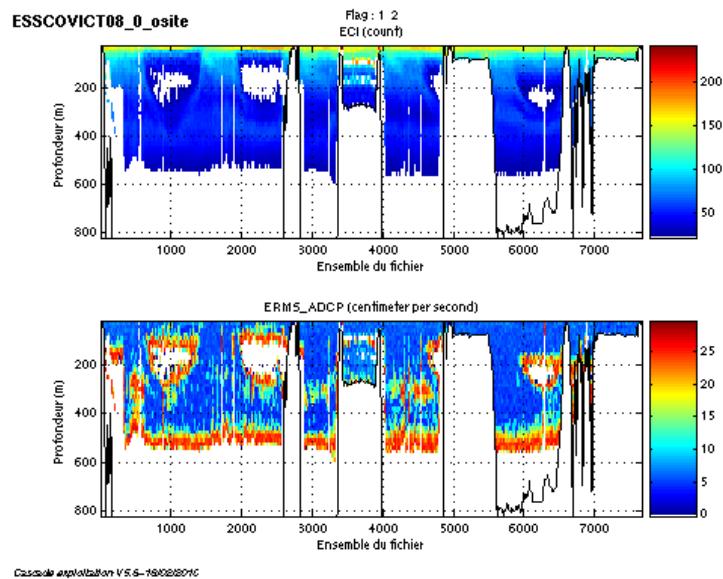 ESSCOVICT08_0_osite
Flag : 1 2
ECI (count)
Profondeur (m)
200
400
600
800
1000 2000 3000 4000 5000 6000 7000
Ensemble du fichier
200
150
100
50
ERMS_ADCP (centimeter per second)
Profondeur (m)
200
400
600
800
1000 2000 3000 4000 5000 6000 7000
Ensemble du fichier
25
20
15
10
5
0
Cascade exploitation V5.6-16/02/2010